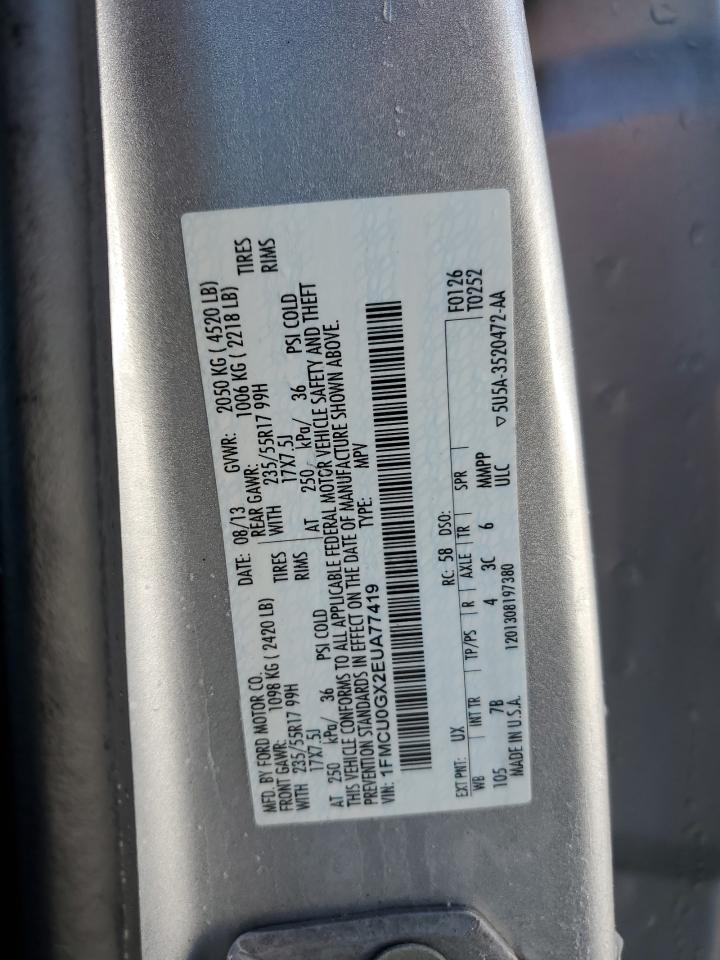 MFD. BY FORD MOTOR CO. DATE: 08/13 GVWR: 2050 KG ( 4520 LB)
FRONT GAWR: 1098 KG ( 2420 LB) REAR GAWR: 1006 KG ( 2218 LB)
WITH 235/55R17 99H TIRES WITH 235/55R17 99H TIRES
17X7.5J RIMS 17X7.5J RIMS
AT 250 kPa/ 36 PSI COLD AT 250 kPa/ 36 PSI COLD
THIS VEHICLE CONFORMS TO ALL APPLICABLE FEDERAL MOTOR VEHICLE SAFETY AND THEFT
PREVENTION STANDARDS IN EFFECT ON THE DATE OF MANUFACTURE SHOWN ABOVE.
VIN: 1FMCU0GX2EUA77419 TYPE: MPV
EXT PNT: UX RC: 58 DSO: F0126
WB INT TR TP/PS R AXLE TR SPR T0252
105 7B 4 3C 6 MMPP
MADE IN U.S.A. 1201308197380 ULC ▽5U5A-3520472-AA